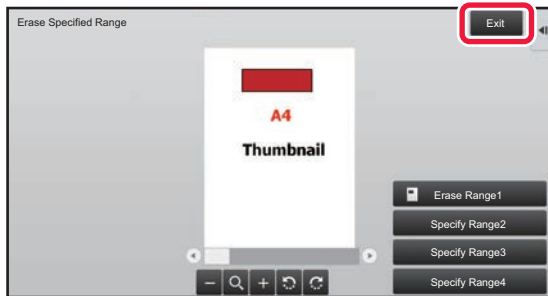 Erase Specified Range
Exit
A4
Thumbnail
Erase Range1
Specify Range2
Specify Range3
Specify Range4